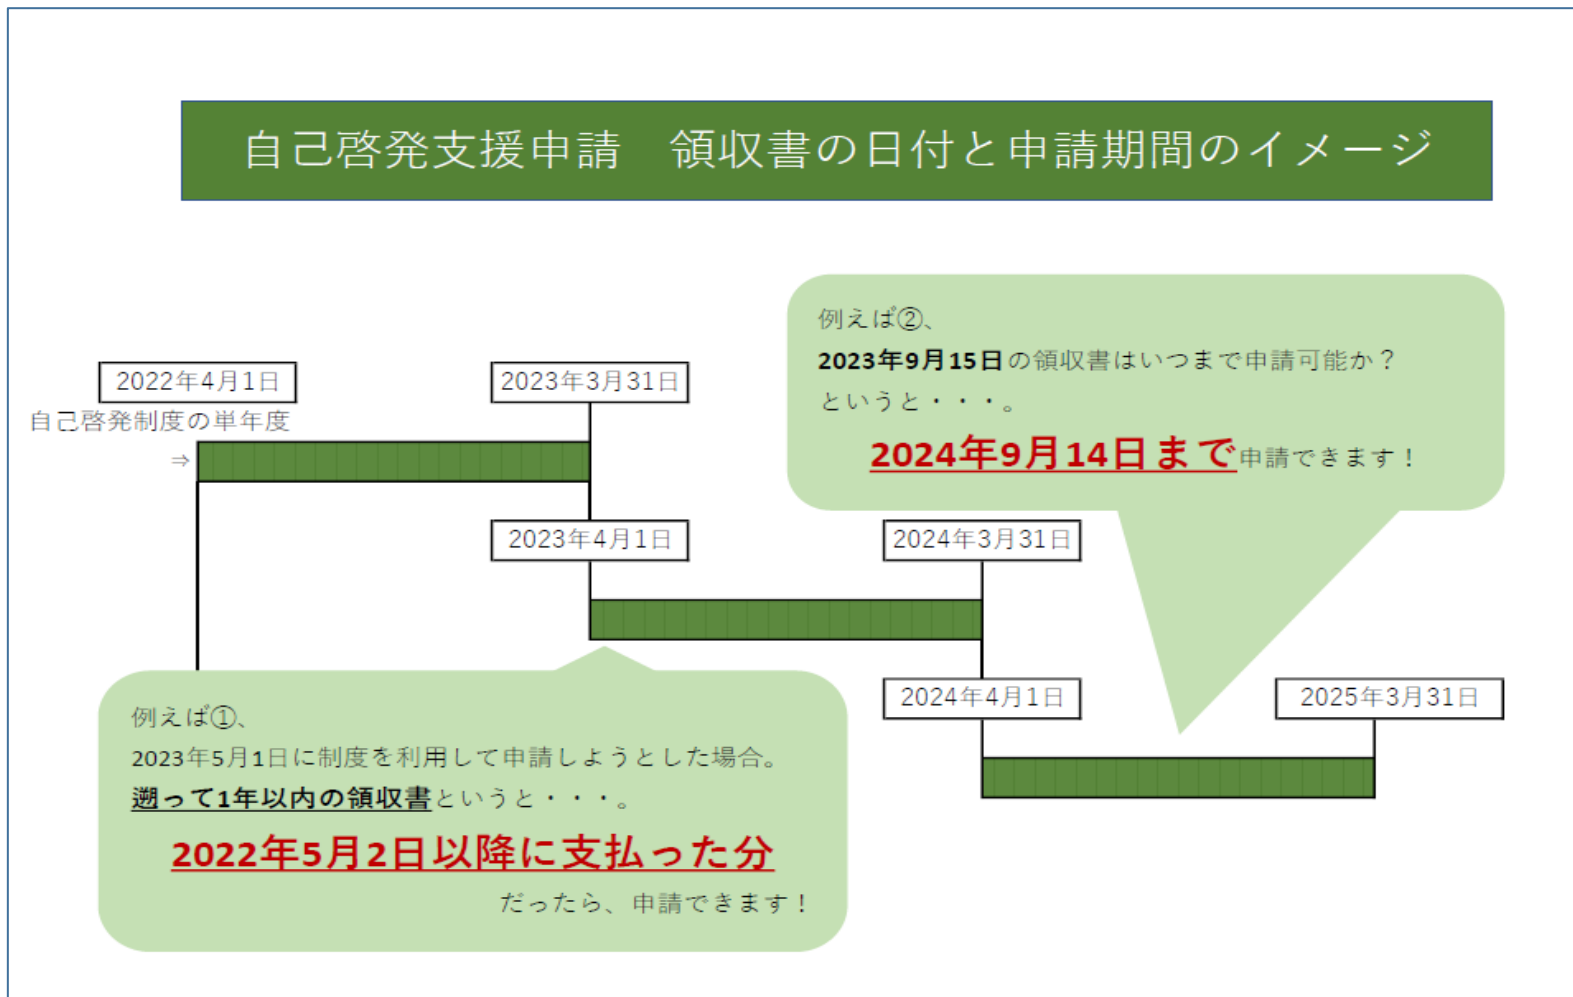 自己啓発支援申請　領収書の日付と申請期間のイメージ
2022年4月1日
2023年3月31日
自己啓発制度の単年度
⇒
例えば②、
2023年9月15日の領収書はいつまで申請可能か？
というと・・・。
2024年9月14日まで申請できます！
2023年4月1日
2024年3月31日
2024年4月1日
2025年3月31日
例えば①、
2023年5月1日に制度を利用して申請しようとした場合。
遡って1年以内の領収書というと・・・。
2022年5月2日以降に支払った分
だったら、申請できます！